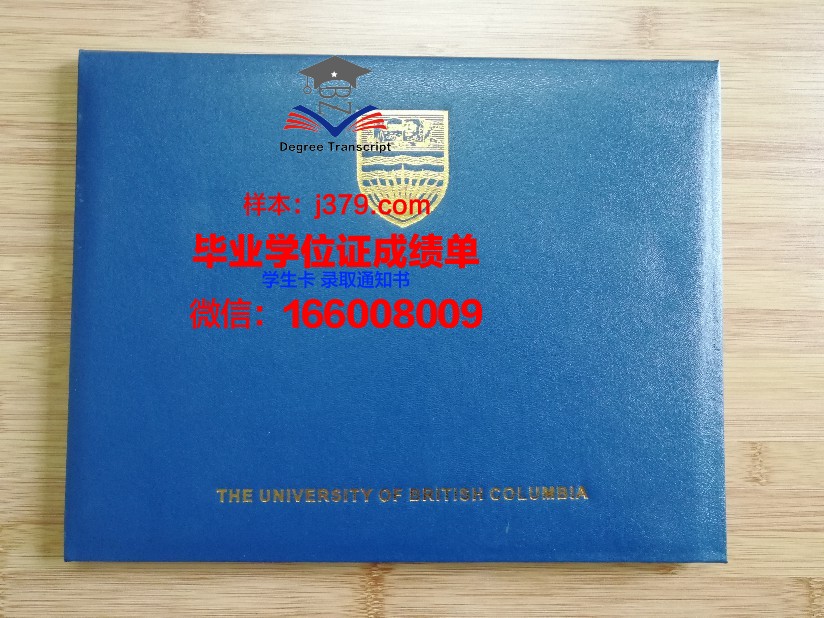 Degree Transcript
样本：j379.com
毕业学位证成绩单
学生卡 录取通知书
微信：166008009
THE UNIVERSITY OF BRITISH COLUMBIA